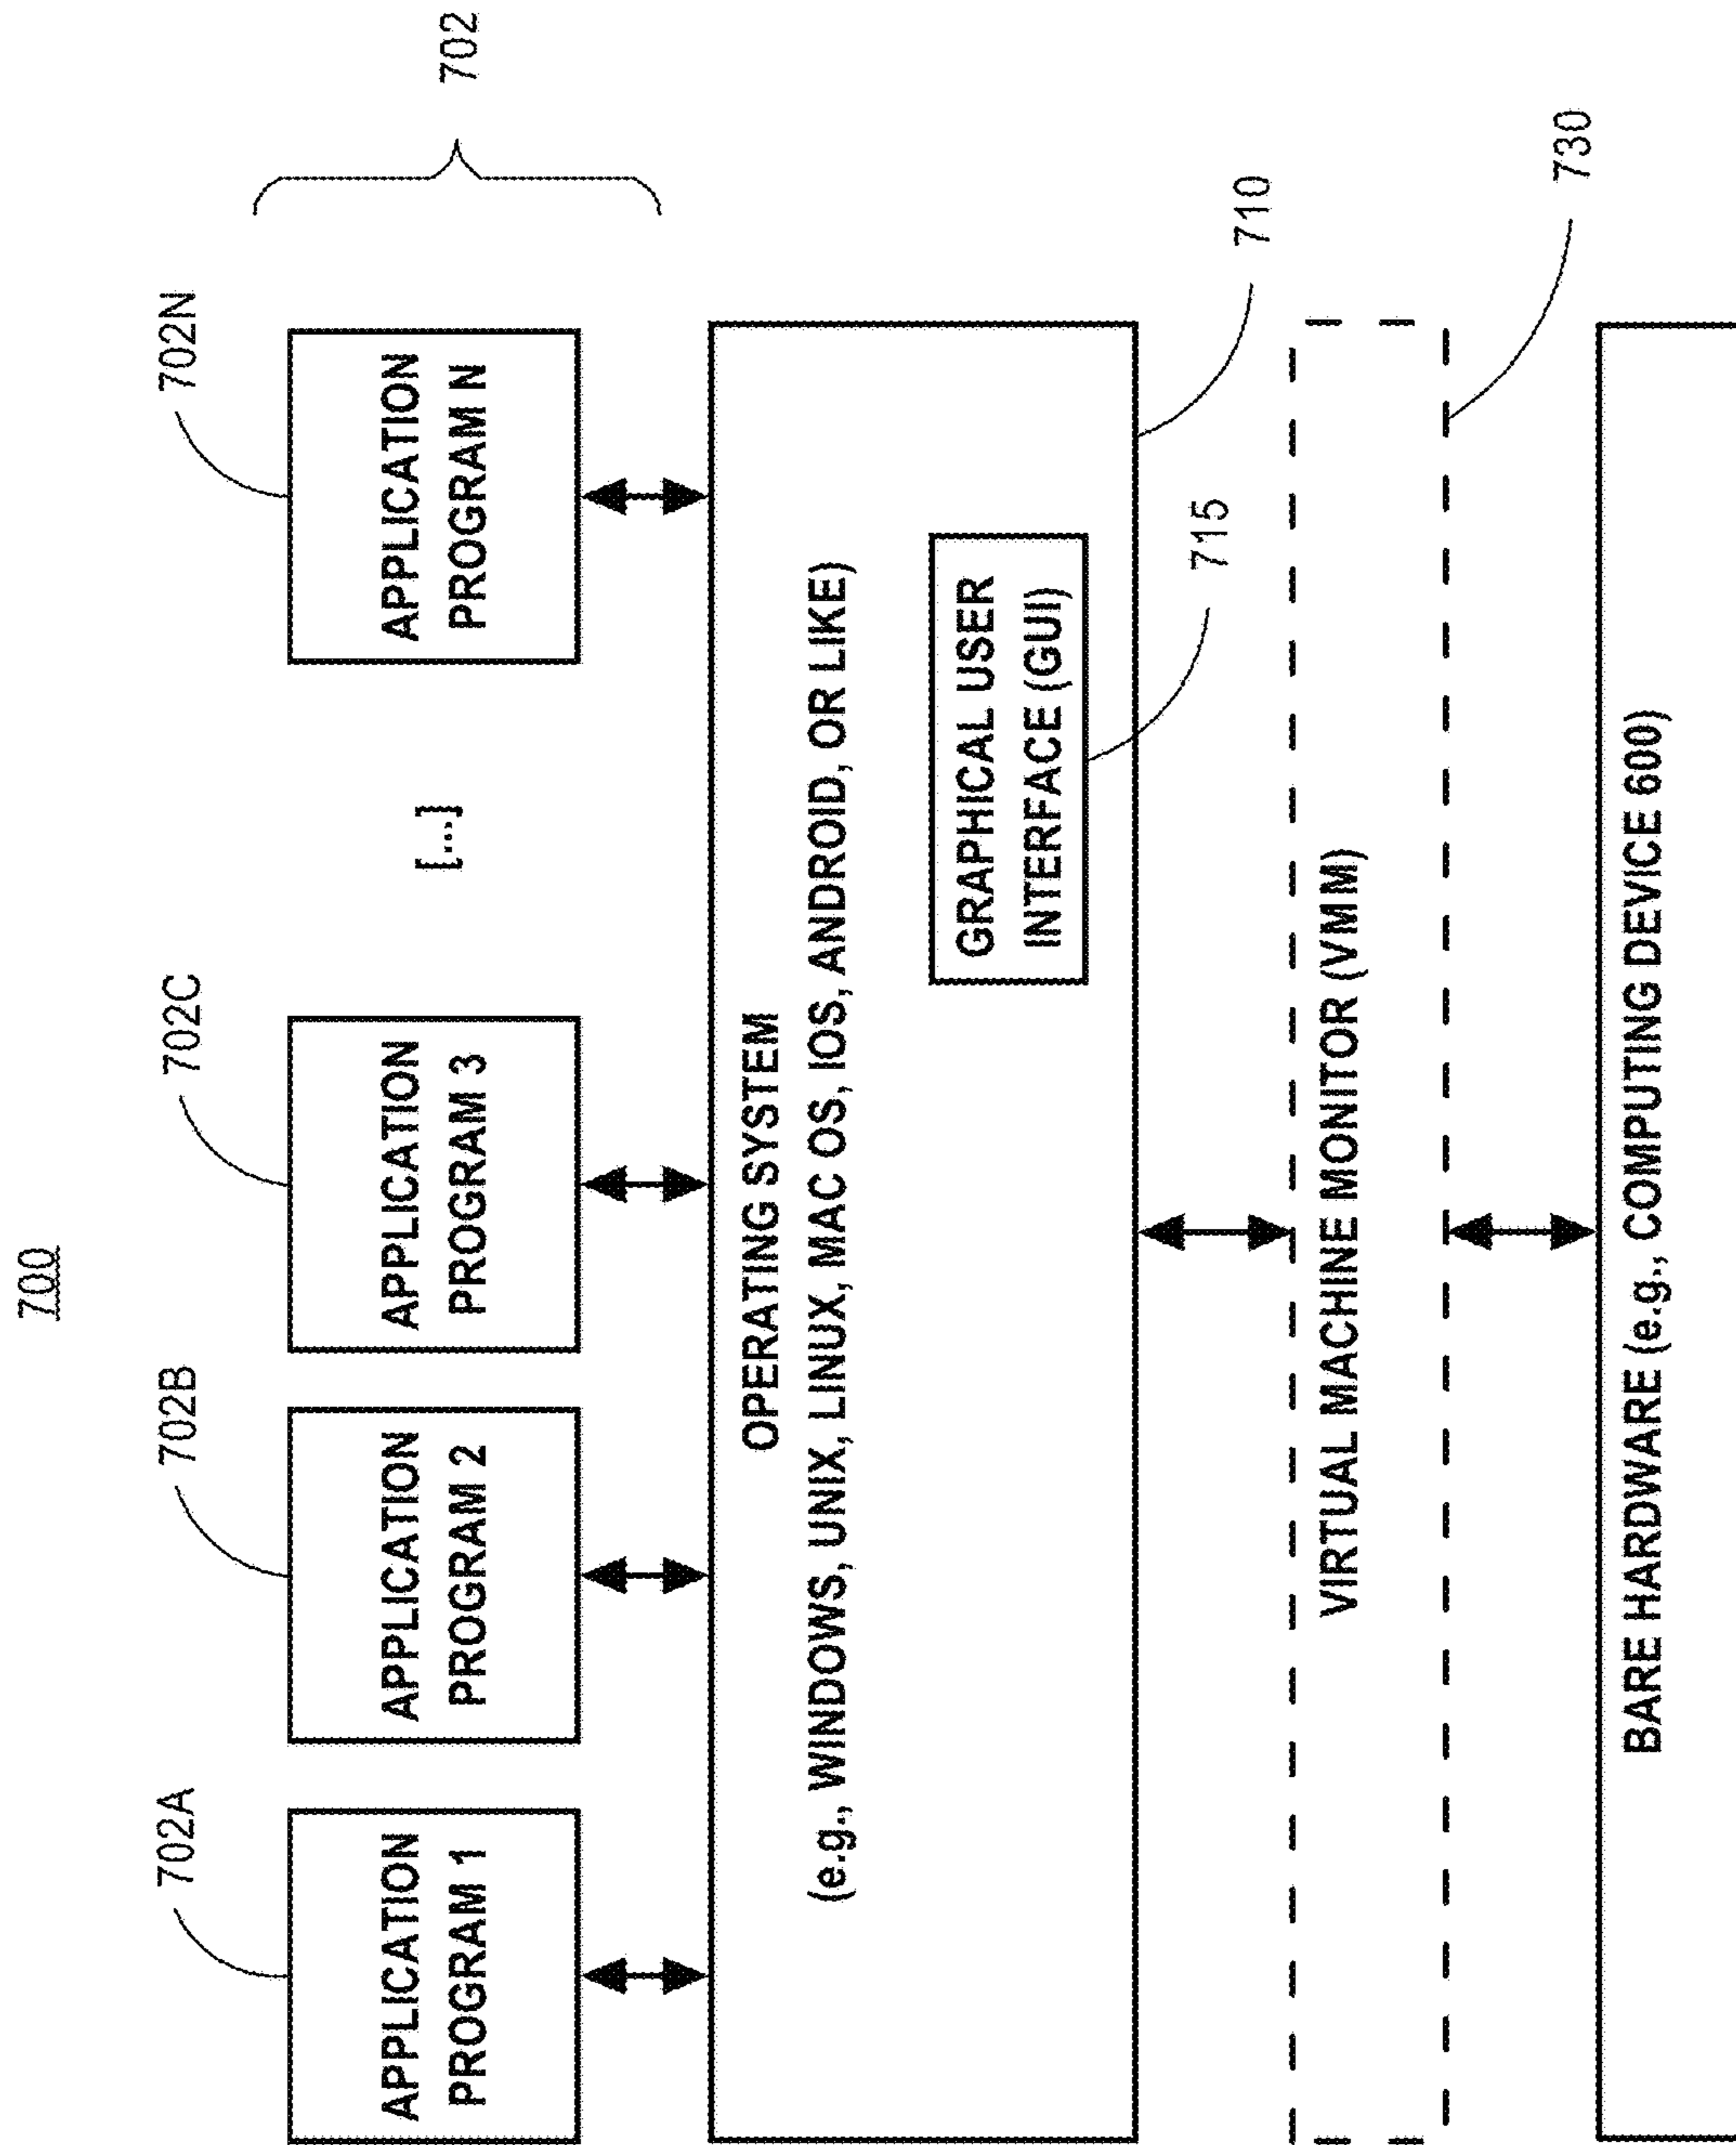 700
702
702A
702B
702C
702N
APPLICATION
PROGRAM 1
APPLICATION
PROGRAM 2
APPLICATION
PROGRAM 3
[...]
APPLICATION
PROGRAM N
OPERATING SYSTEM
(e.g., WINDOWS, UNIX, LINUX, MAC OS, IOS, ANDROID, OR LIKE)
GRAPHICAL USER
INTERFACE (GUI)
715
710
VIRTUAL MACHINE MONITOR (VMM)
730
BARE HARDWARE (e.g., COMPUTING DEVICE 600)